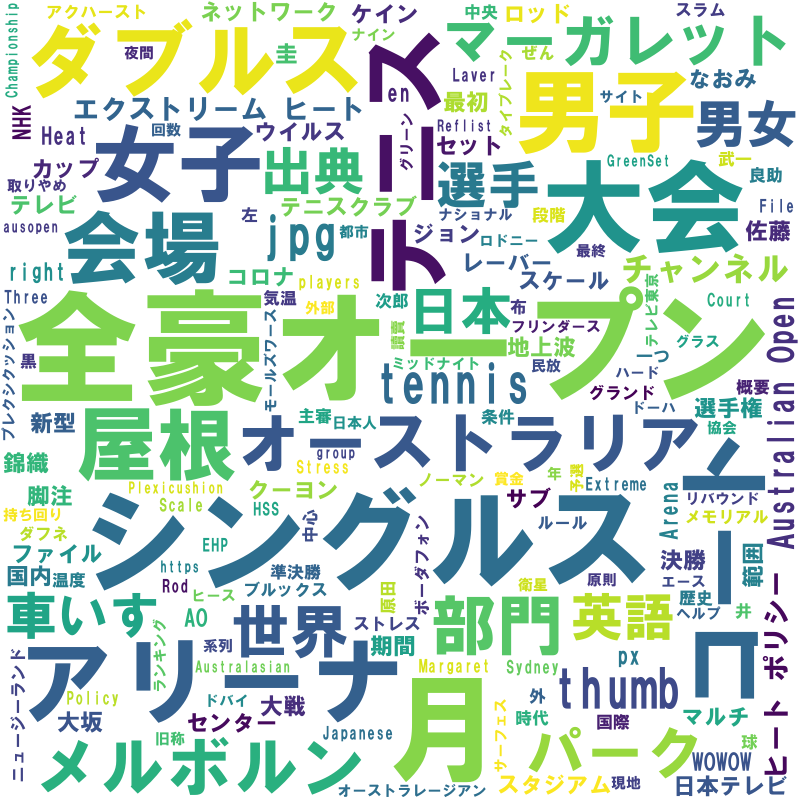 アクハースト
ネットワーク
ケイン
中央
ロッド
スラム
Championship
ダブルス
夜間
圭
ナイン
ス
テニス
マーガレット
Laver
en
最初
タイブレーク
ぜん
なおみ
サイト
男子
男女
NHK
エクストリーム ヒート
Heat
回数
ウイルス
グリーン
Reflist
セット
GreenSet
武一
良助
カップ
女子
出典
選手
大会
取りやめ
テレビ
テニスクラブ
ナショナル
段階
File
ausopen
会場
左
jpg
都市
ジョン
ロドニー
最終
佐藤
right
コロナ
players
レーバー
スケール
チャンネル
Three
気温
外部
次郎
布
テレビ東京
Court
全豪オープン
日本
フリンダース
グラス
黒
プレクシクッション
モールズワース
讀賣
ミッドナイト
地上波
民放
一つ
ハード
グランド
ドーハ
概要
Australian Open
新型
屋根
tennis
主審
日本人
条件
選手権
協会
オーストラリア
錦織
group
Stress
脚注
Plexicushion
クーヨン
ノーマン
賞金
年
予選
Extreme
Arena
リバウンド
持ち回り
Scale
HSS
中心
サブ
メモリアル
ダフネ
シングルス
ルール
ファイル
EHP
ボーダフォン
決勝
範囲
国内
温度
https
準決勝
衛星
原則
エース
Rod
ヒース
ブルックス
原田
歴史
ヘルプ
車いす
AO
世界
ストレス
部門
英語
井
ランキング
系列
期間
ヒート ポリシー
ニュージーランド
アリーナ
Australasian
Margaret
Sydney
px
Policy
ドバイ
月
thumb
大坂
センター
大戦
外
時代
国際
マルチ
サーフェス
旧称
Japanese
パーク
球
メルボルン
WOWOW
オーストラレージアン
スタジアム
現地
日本テレビ